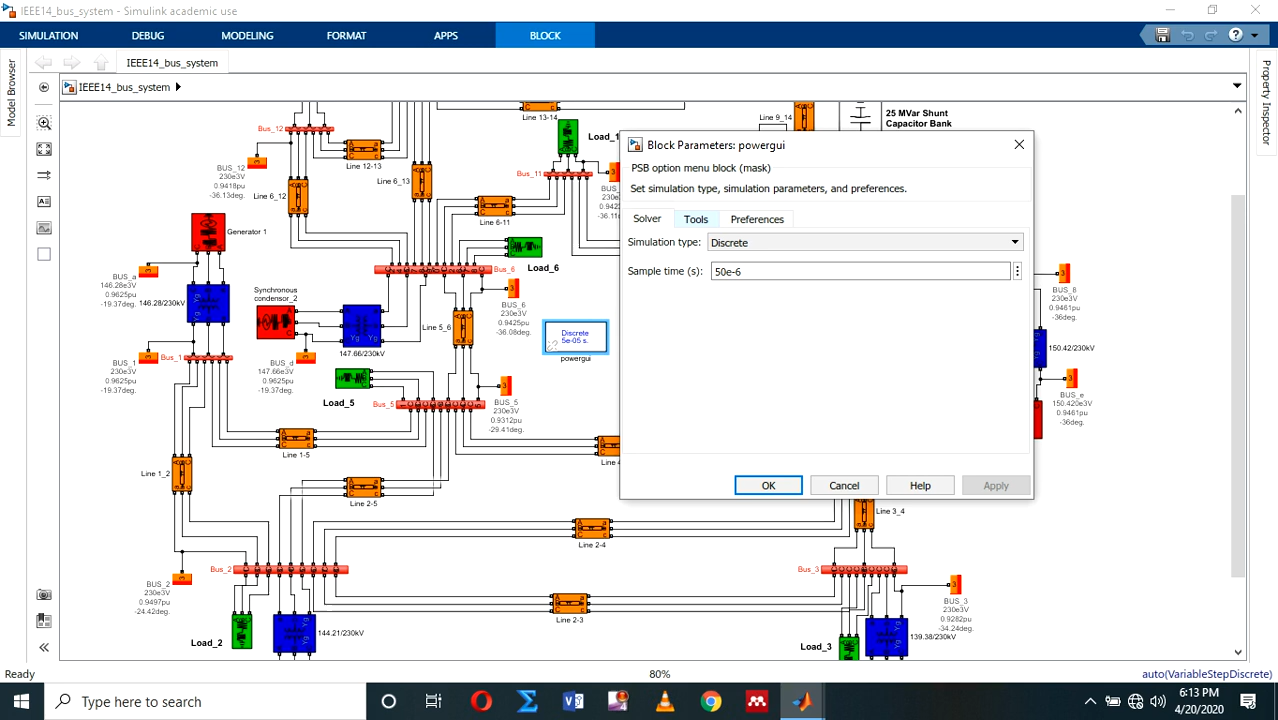 IEEE14_bus_system - Simulink academic use
SIMULATION
DEBUG
MODELING
FORMAT
APPS
BLOCK
IEEE14_bus_system
Model Browser
Property Inspector
IEEE14_bus_system
Line 13-14
Line 9_14
25 MVar Shunt
Capacitor Bank
Bus_12
Line 12-13
Load_1
BUS_12
230e3V
0.9418pu
-36.13deg.
Line 6_12
Line 6_13
Bus_11
Line 6-11
Generator 1
Load_6
BUS_a
146.28e3V
0.9625pu
-19.37deg.
146.28/230kV
Bus_6
BUS_6
230e3V
0.9425pu
-36.08deg.
Synchronous
condensor_2
147.66/230kV
Line 5_6
Discrete
5e-05 s.
powergui
BUS_1
230e3V
0.9625pu
-19.37deg.
Bus_1
BUS_d
147.66e3V
0.9625pu
-19.37deg.
Load_5
Bus_5
BUS_5
230e3V
0.9312pu
-29.41deg.
Line 1-5
Line 1_2
Line 2-5
Line 4
Block Parameters: powergui
PSB option menu block (mask)
Set simulation type, simulation parameters, and preferences.
Solver
Tools
Preferences
Simulation type:
Discrete
Sample time (s):
50e-6
OK
Cancel
Help
Apply
BUS_8
230e3V
0.9461pu
-36deg.
150.42/230kV
BUS_e
150.420e3V
0.9461pu
-36deg.
Line 3_4
Line 2-4
Bus_2
BUS_2
230e3V
0.9497pu
-24.42deg.
Load_2
144.21/230kV
Line 2-3
Bus_3
BUS_3
230e3V
0.9282pu
-34.24deg.
Load_3
139.38/230kV
Ready
80%
auto(VariableStepDiscrete)
Type here to search
6:13 PM
4/20/2020